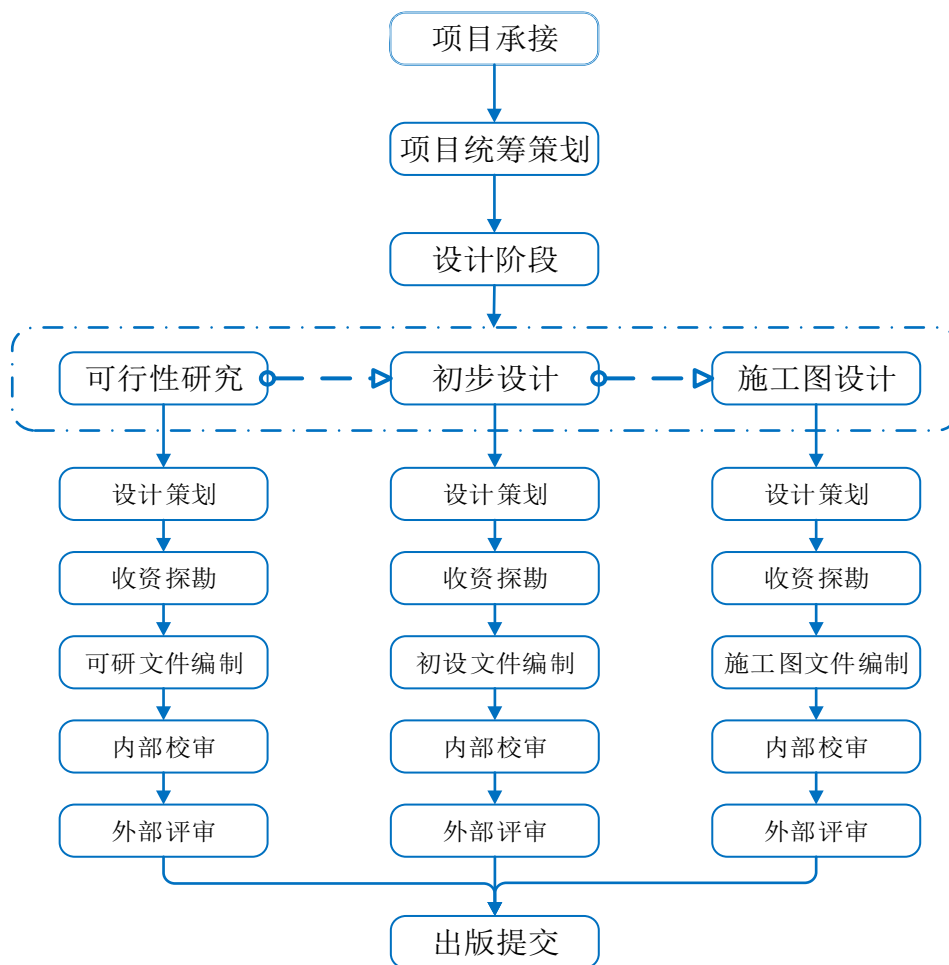 项目承接
项目统筹策划
设计阶段
可行性研究
初步设计
施工图设计
设计策划
设计策划
设计策划
收资探勘
收资探勘
收资探勘
可研文件编制
初设文件编制
施工图文件编制
内部校审
内部校审
内部校审
外部评审
外部评审
外部评审
出版提交